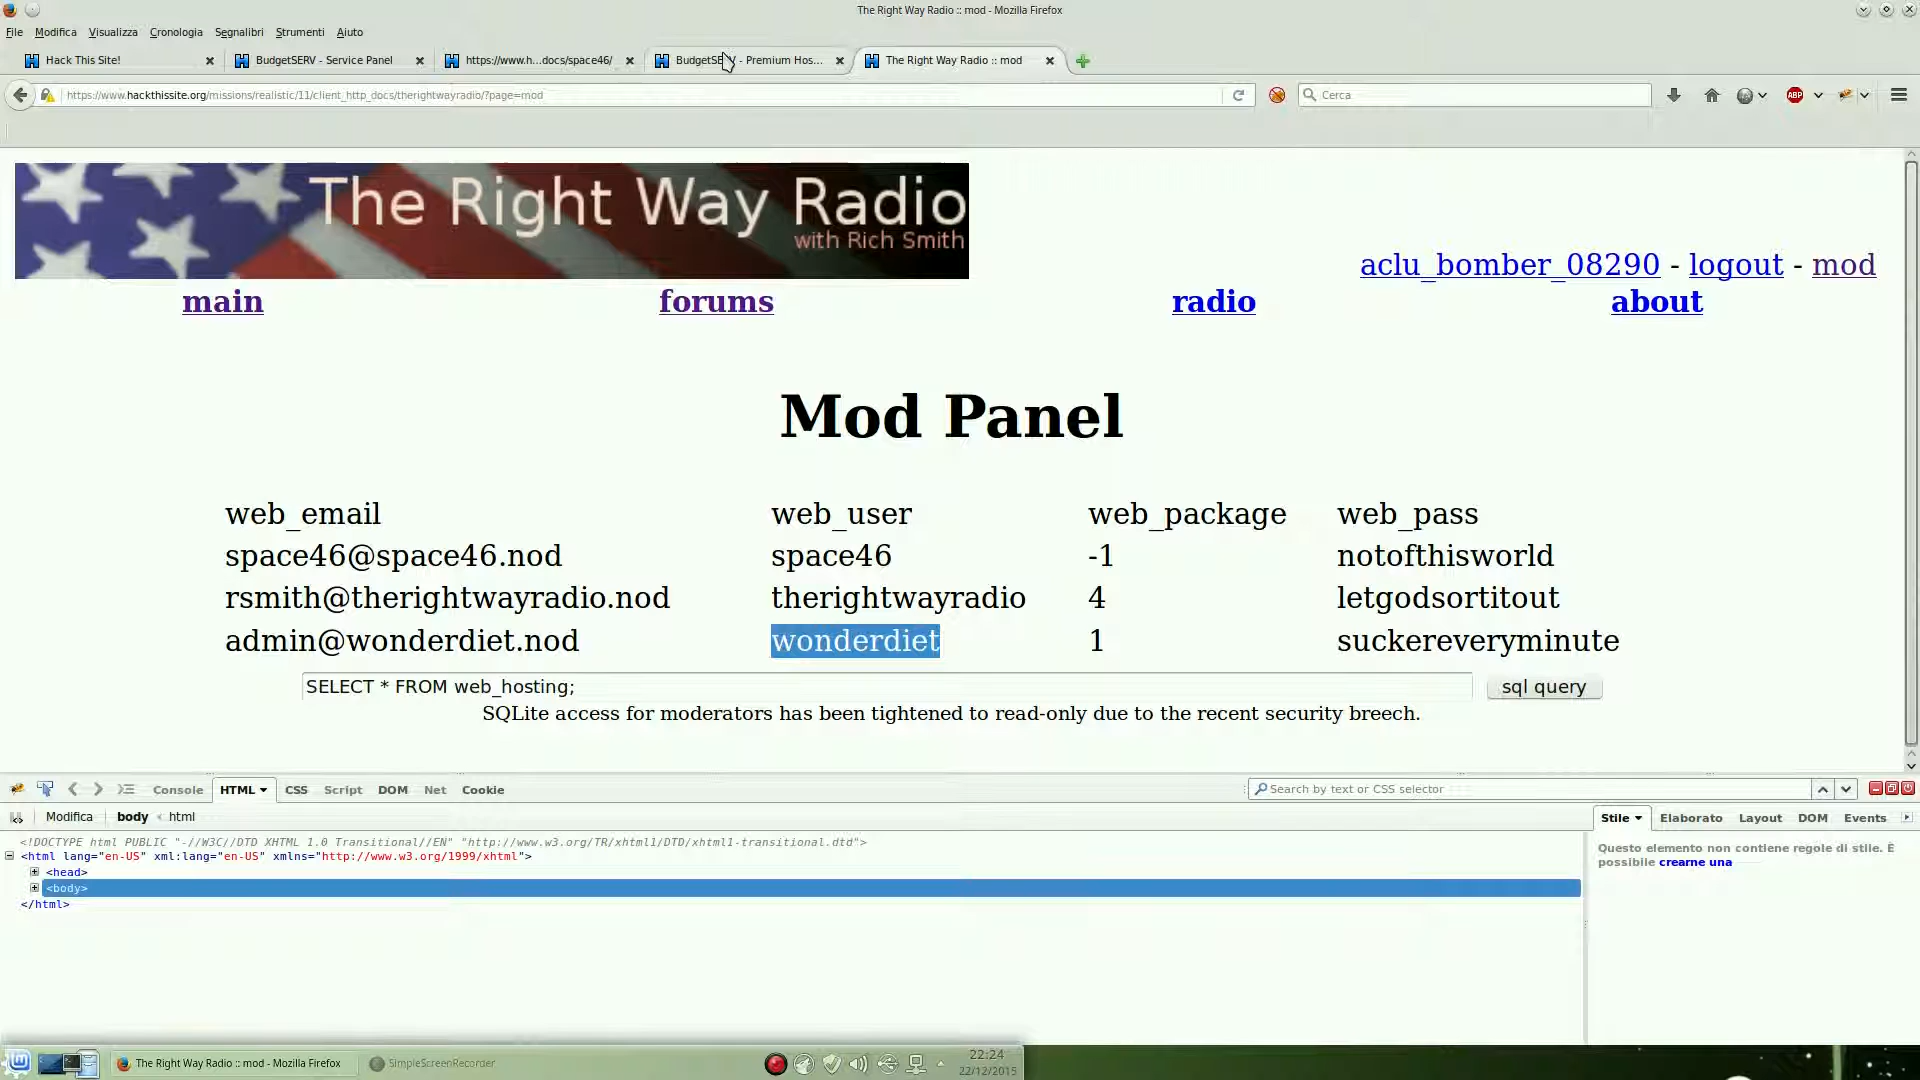 The Right Way Radio :: mod - Mozilla Firefox
File Modifica Visualizza Cronologia Segnalibri Strumenti Aiuto
Hack This Site! BudgetSERV - Service Panel https://www.h...docs/space46/ BudgetSERV - Premium Hos... The Right Way Radio :: mod
https://www.hackthissite.org/missions/realistic/11/client_http_docs/therightwayradio/?page=mod Cerca ABP
The Right Way Radio
with Rich Smith
aclu_bomber_08290 - logout - mod
main forums radio about
Mod Panel
web_email web_user web_package web_pass
space46@space46.nod space46 -1 notofthisworld
rsmith@therightwayradio.nod therightwayradio 4 letgodsortitout
admin@wonderdiet.nod wonderdiet 1 suckereveryminute
SELECT * FROM web_hosting; sql query
SQLite access for moderators has been tightened to read-only due to the recent security breech.
Console HTML CSS Script DOM Net Cookie Search by text or CSS selector
Modifica body < html Stile Elaborato Layout DOM Events
<!DOCTYPE html PUBLIC "-//W3C//DTD XHTML 1.0 Transitional//EN" "http://www.w3.org/TR/xhtml1/DTD/xhtml1-transitional.dtd">
<html lang="en-US" xml:lang="en-US" xmlns="http://www.w3.org/1999/xhtml">
<head>
<body>
</html>
Questo elemento non contiene regole di stile. È
possibile crearne una
The Right Way Radio :: mod - Mozilla Firefox SimpleScreenRecorder 22:24
22/12/2015